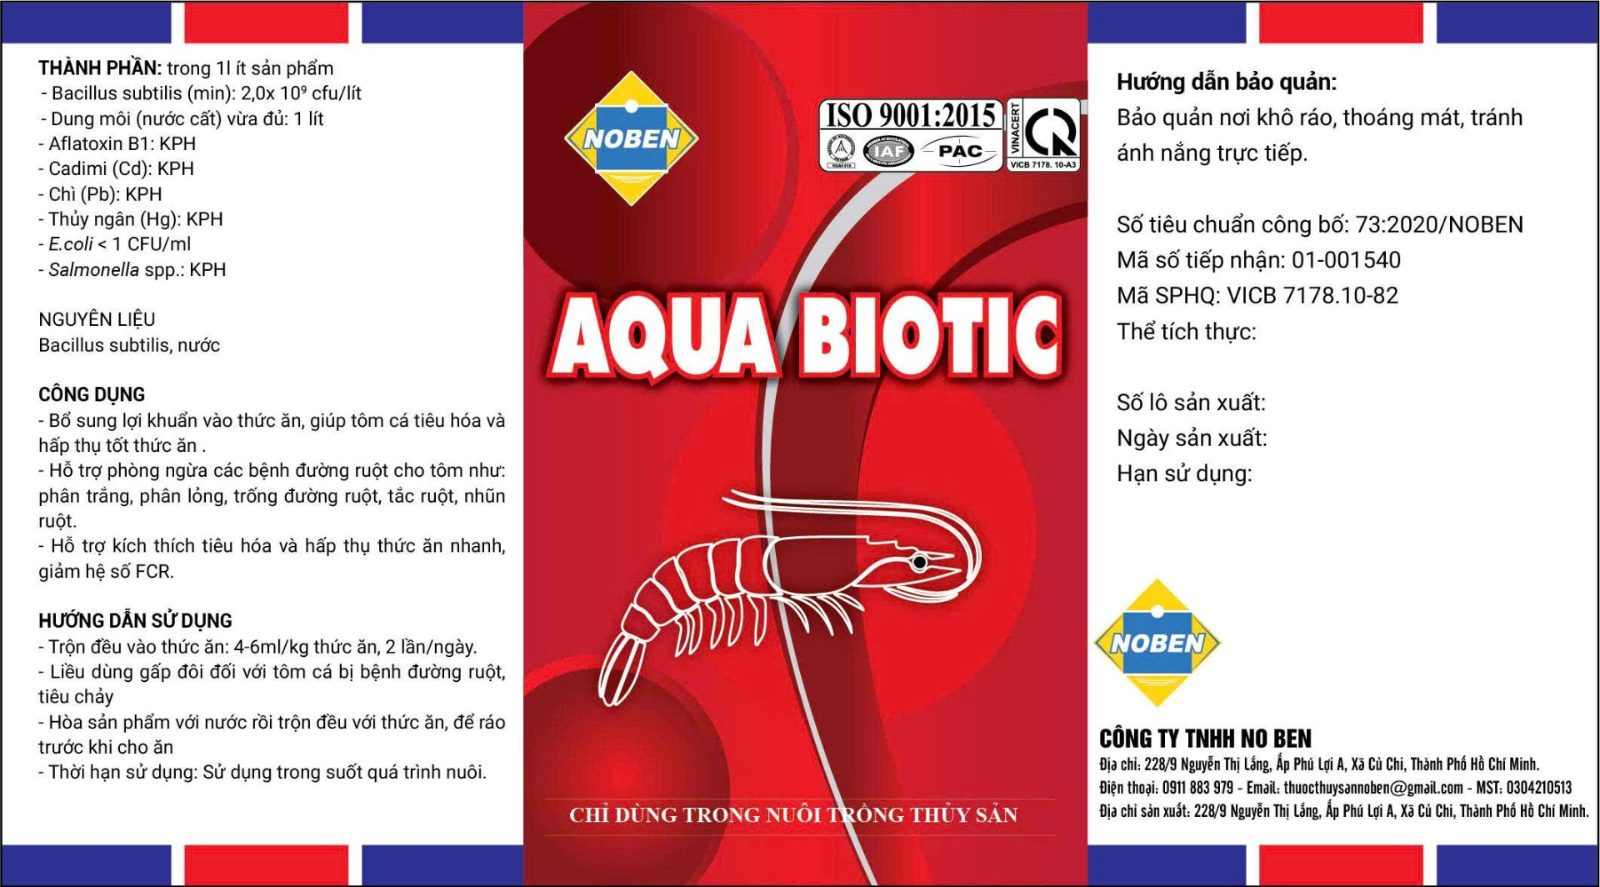 THÀNH PHẦN: trong 1l ít sản phẩm
- Bacillus subtilis (min): 2,0x 10⁹ cfu/lít
- Dung môi (nước cất) vừa đủ: 1 lít
- Aflatoxin B1: KPH
- Cadimi (Cd): KPH
- Chì (Pb): KPH
- Thủy ngân (Hg): KPH
- E.coli < 1 CFU/ml
- Salmonella spp.: KPH
NGUYÊN LIỆU
Bacillus subtilis, nước
CÔNG DỤNG
- Bổ sung lợi khuẩn vào thức ăn, giúp tôm cá tiêu hóa và
hấp thụ tốt thức ăn .
- Hỗ trợ phòng ngừa các bệnh đường ruột cho tôm như:
phân trắng, phân lỏng, trống đường ruột, tắc ruột, nhũn
ruột.
- Hỗ trợ kích thích tiêu hóa và hấp thụ thức ăn nhanh,
giảm hệ số FCR.
HƯỚNG DẪN SỬ DỤNG
- Trộn đều vào thức ăn: 4-6ml/kg thức ăn, 2 lần/ngày.
- Liều dùng gấp đôi đối với tôm cá bị bệnh đường ruột,
tiêu chảy
- Hòa sản phẩm với nước rồi trộn đều với thức ăn, để ráo
trước khi cho ăn
- Thời hạn sử dụng: Sử dụng trong suốt quá trình nuôi.
NOBEN
ISO 9001:2015
IAF
PAC
VINACERT
VICB 7178. 10-A3
AQUA BIOTIC
CHỈ DÙNG TRONG NUÔI TRỒNG THỦY SẢN
Hướng dẫn bảo quản:
Bảo quản nơi khô ráo, thoáng mát, tránh
ánh nắng trực tiếp.
Số tiêu chuẩn công bố: 73:2020/NOBEN
Mã số tiếp nhận: 01-001540
Mã SPHQ: VICB 7178.10-82
Thể tích thực:
Số lô sản xuất:
Ngày sản xuất:
Hạn sử dụng:
NOBEN
CÔNG TY TNHH NO BEN
Địa chỉ: 228/9 Nguyễn Thị Lắng, Ấp Phú Lợi A, Xã Củ Chi, Thành Phố Hồ Chí Minh.
Điện thoại: 0911 883 979 - Email: thuocthuysannoben@gmail.com - MST: 0304210513
Địa chỉ sản xuất: 228/9 Nguyễn Thị Lắng, Ấp Phú Lợi A, Xã Củ Chi, Thành Phố Hồ Chí Minh.